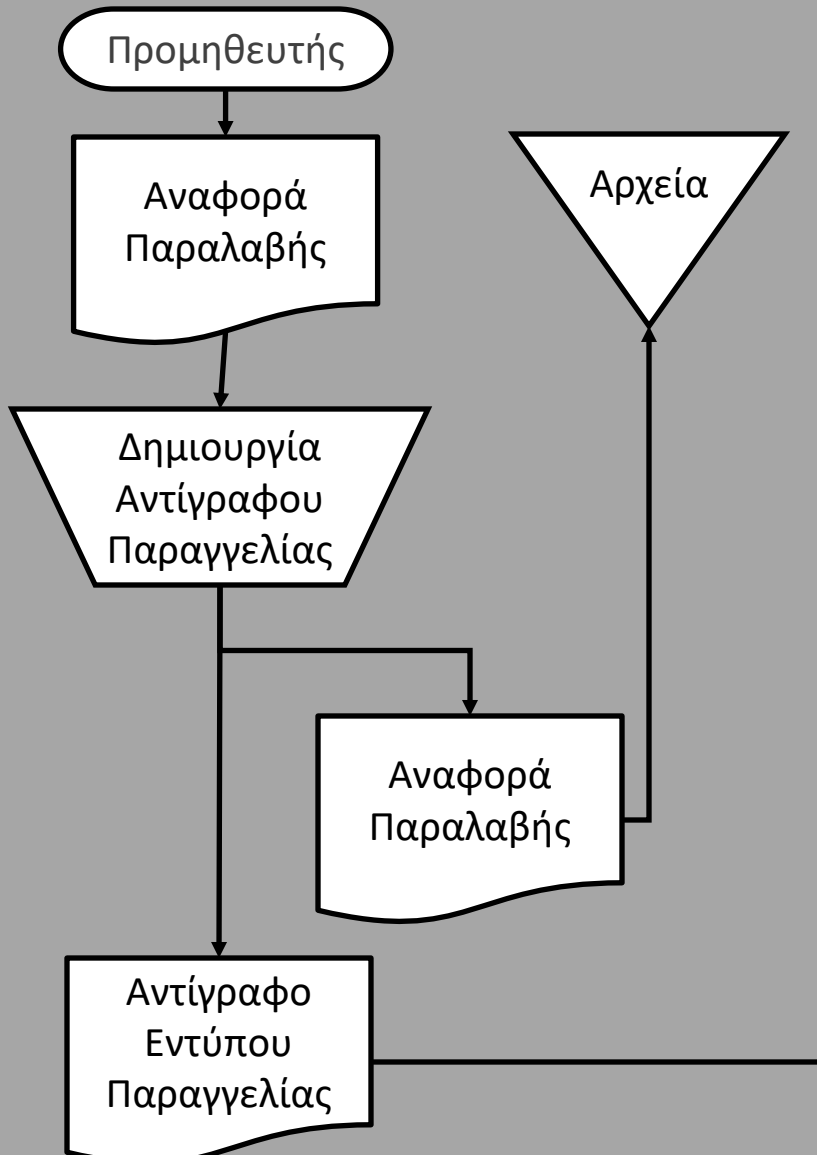 Προμηθευτής
Αναφορά
Παραλαβής
Αρχεία
Δημιουργία
Αντίγραφου
Παραγγελίας
Αναφορά
Παραλαβής
Αντίγραφο
Εντύπου
Παραγγελίας